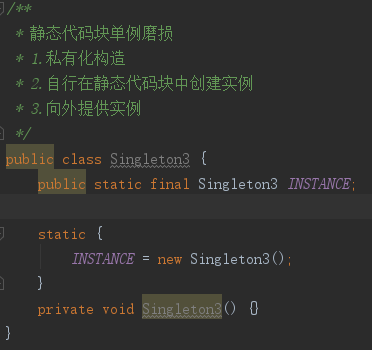 /**
 * 静态代码块单例磨损
 * 1.私有化构造
 * 2.自行在静态代码块中创建实例
 * 3.向外提供实例
 */
public class Singleton3 {
    public static final Singleton3 INSTANCE;
    static {
        INSTANCE = new Singleton3();
    }
    private void Singleton3() {}
}